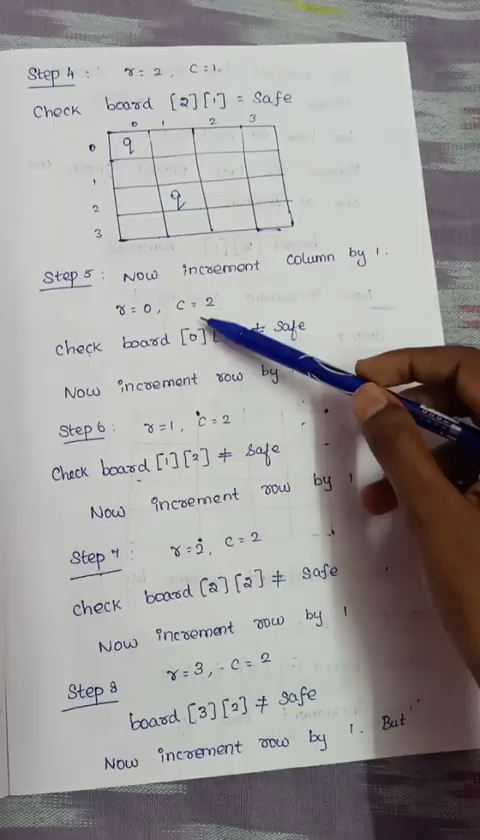 Step 4 : r = 2, C = 1.
Check board [2][1] = Safe
0 1 2 3
0 q
1
2 q
3
Step 5 : Now increment column by 1.
r = 0, C = 2
check board [0] ≠ safe
Now increment row by
Step 6 : r = 1, C = 2
Check board [1][2] ≠ Safe
Now increment row by 1
Step 7 : r = 2, C = 2
check board [2][2] ≠ Safe
Now increment row by 1
Step 8 r = 3, C = 2
board [3][2] ≠ safe
Now increment row by 1. But